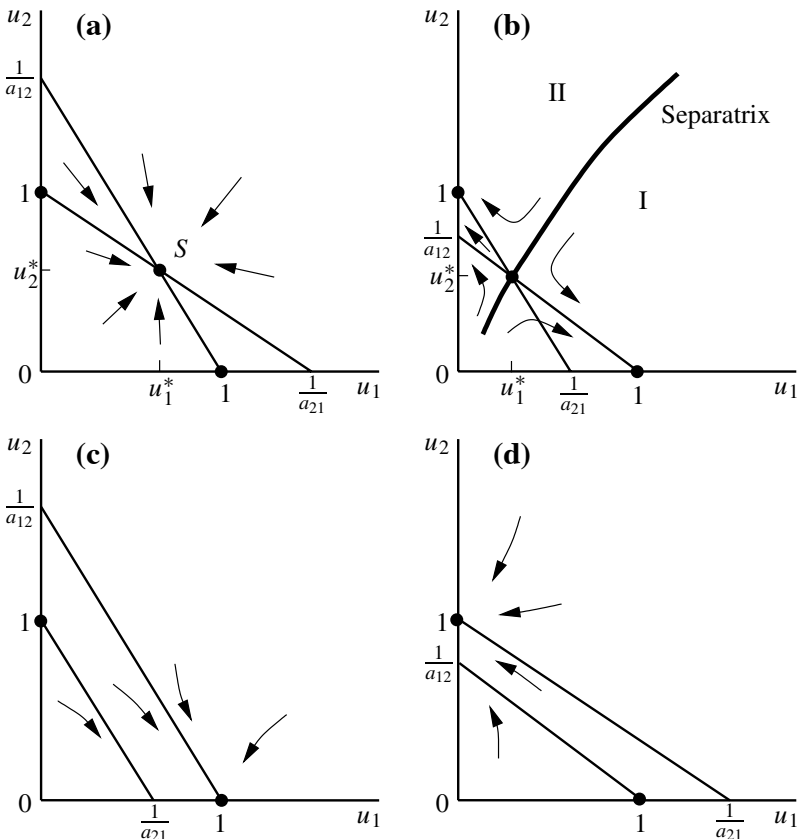 u₂ (a)
1/a₁₂
1
S
u₂*
0 u₁* 1 1/a₂₁ u₁
u₂ (b)
II
Separatrix
I
1
1/a₁₂
u₂*
0 u₁* 1/a₂₁ 1 u₁
u₂ (c)
1/a₁₂
1
0 1/a₂₁ 1 u₁
u₂ (d)
1
1/a₁₂
0 1 1/a₂₁ u₁